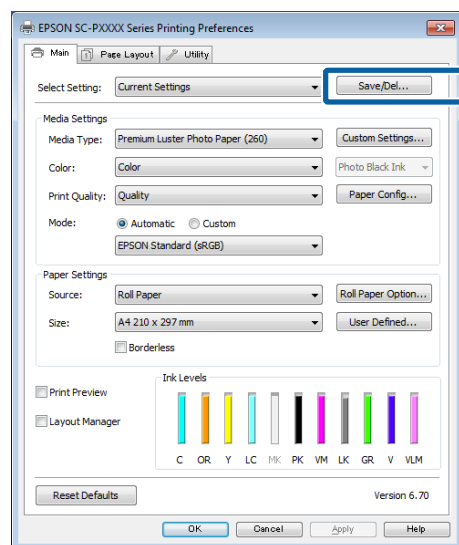 EPSON SC-PXXXX Series Printing Preferences
Main Page Layout Utility
Select Setting: Current Settings Save/Del...
Media Settings
Media Type: Premium Luster Photo Paper (260) Custom Settings...
Color: Color Photo Black Ink
Print Quality: Quality Paper Config...
Mode: Automatic Custom
EPSON Standard (sRGB)
Paper Settings
Source: Roll Paper Roll Paper Option...
Size: A4 210 x 297 mm User Defined...
Borderless
Ink Levels
Print Preview
Layout Manager
C OR Y LC MK PK VM LK GR V VLM
Reset Defaults Version 6.70
OK Cancel Apply Help